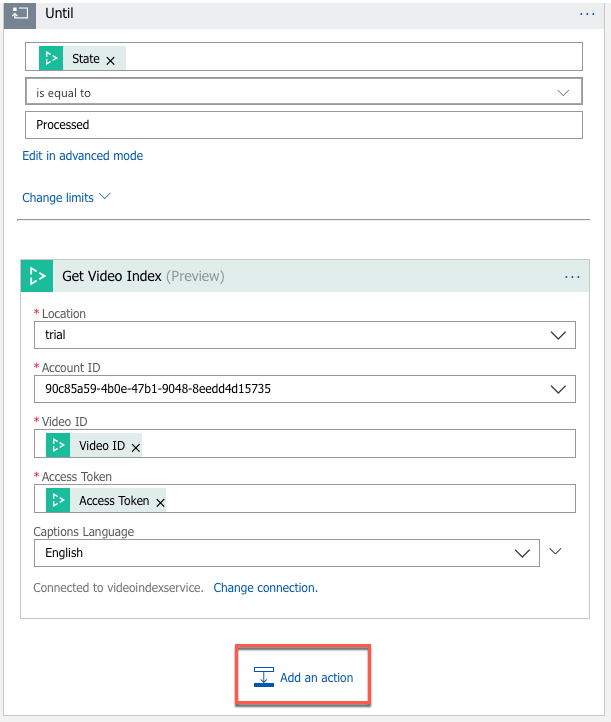 Until
State ×
is equal to
Processed
Edit in advanced mode
Change limits
Get Video Index (Preview)
* Location
trial
* Account ID
90c85a59-4b0e-47b1-9048-8eedd4d15735
* Video ID
Video ID ×
* Access Token
Access Token ×
Captions Language
English
Connected to videoindexservice. Change connection.
Add an action